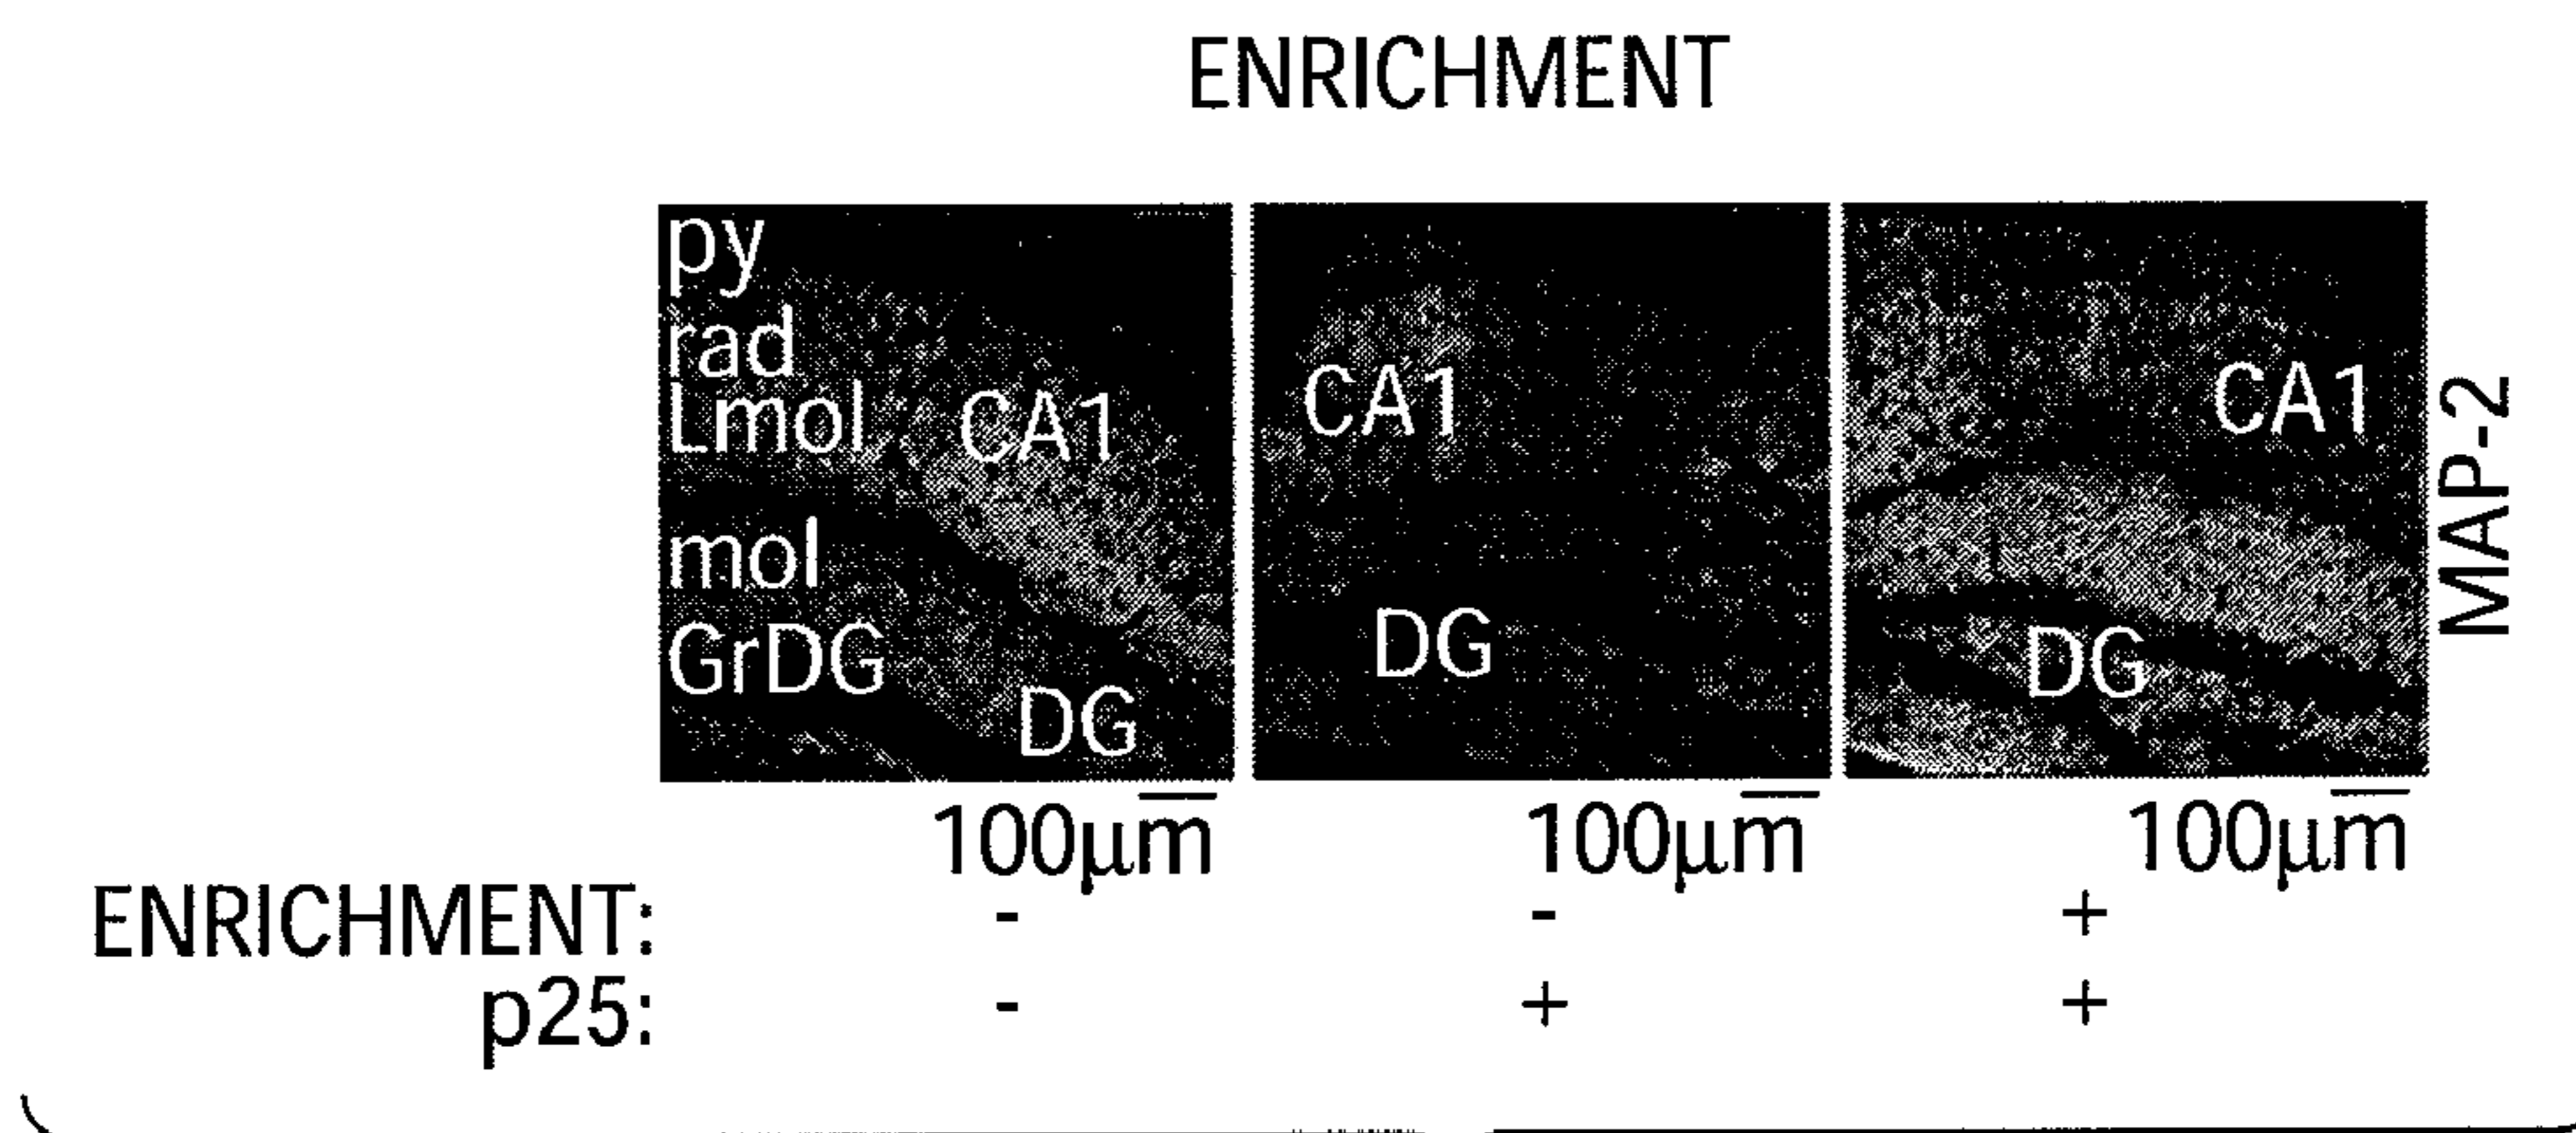 ENRICHMENT
py
rad
Lmol
CA1
mol
GrDG
DG
CA1
DG
CA1
DG
MAP-2
100µm
100µm
100µm
ENRICHMENT: - - +
p25: - + +